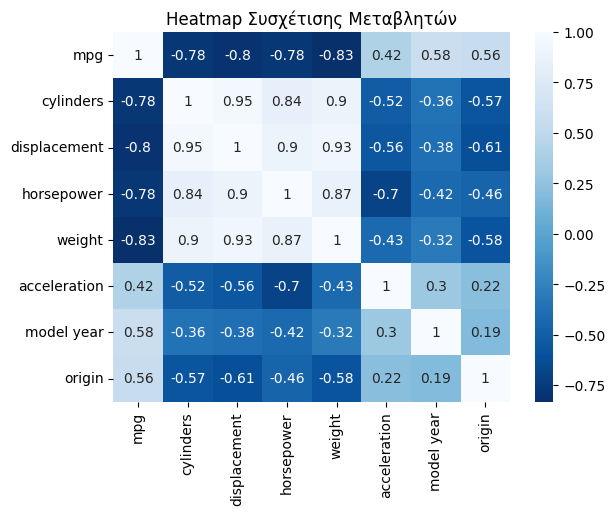 Heatmap Συσχέτισης Μεταβλητών
mpg 1 -0.78 -0.8 -0.78 -0.83 0.42 0.58 0.56
cylinders -0.78 1 0.95 0.84 0.9 -0.52 -0.36 -0.57
displacement -0.8 0.95 1 0.9 0.93 -0.56 -0.38 -0.61
horsepower -0.78 0.84 0.9 1 0.87 -0.7 -0.42 -0.46
weight -0.83 0.9 0.93 0.87 1 -0.43 -0.32 -0.58
acceleration 0.42 -0.52 -0.56 -0.7 -0.43 1 0.3 0.22
model year 0.58 -0.36 -0.38 -0.42 -0.32 0.3 1 0.19
origin 0.56 -0.57 -0.61 -0.46 -0.58 0.22 0.19 1
mpg
cylinders
displacement
horsepower
weight
acceleration
model year
origin
1.00
0.75
0.50
0.25
0.00
−0.25
−0.50
−0.75